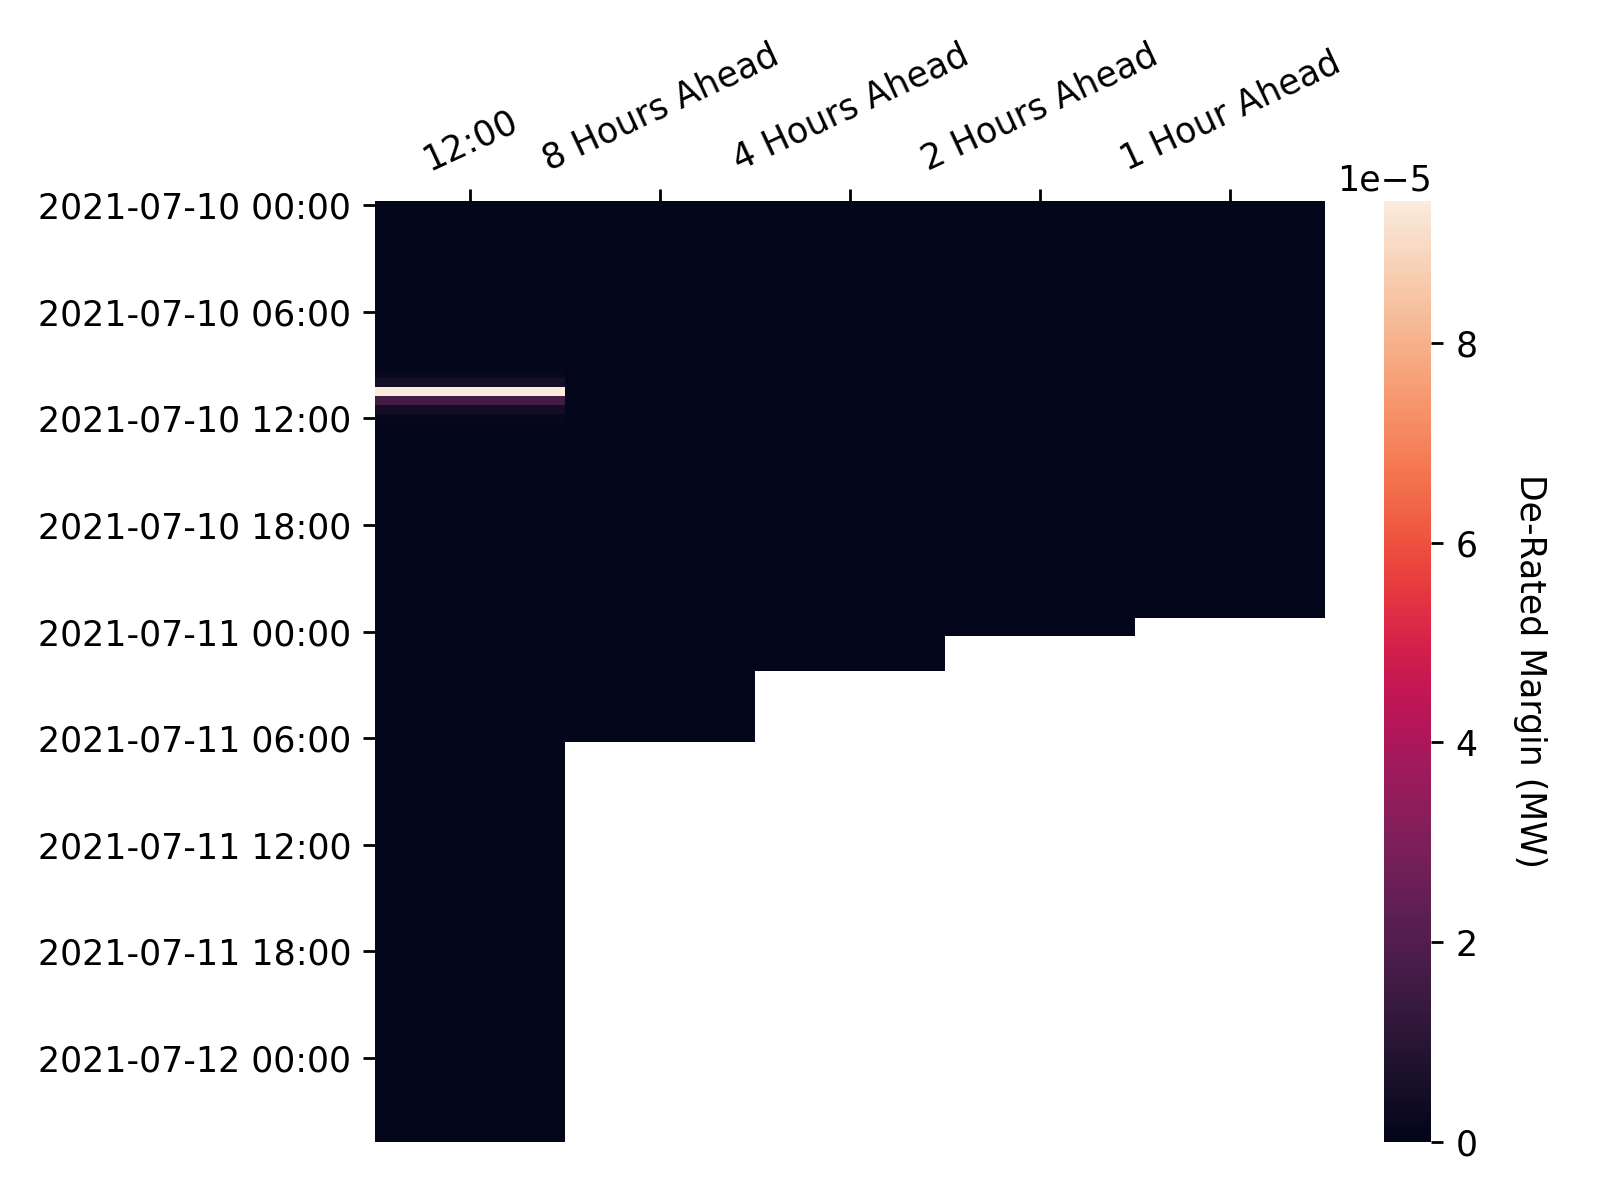 12:00
8 Hours Ahead
4 Hours Ahead
2 Hours Ahead
1 Hour Ahead
1e−5
2021-07-10 00:00
2021-07-10 06:00
2021-07-10 12:00
2021-07-10 18:00
2021-07-11 00:00
2021-07-11 06:00
2021-07-11 12:00
2021-07-11 18:00
2021-07-12 00:00
8
6
4
2
0
De-Rated Margin (MW)